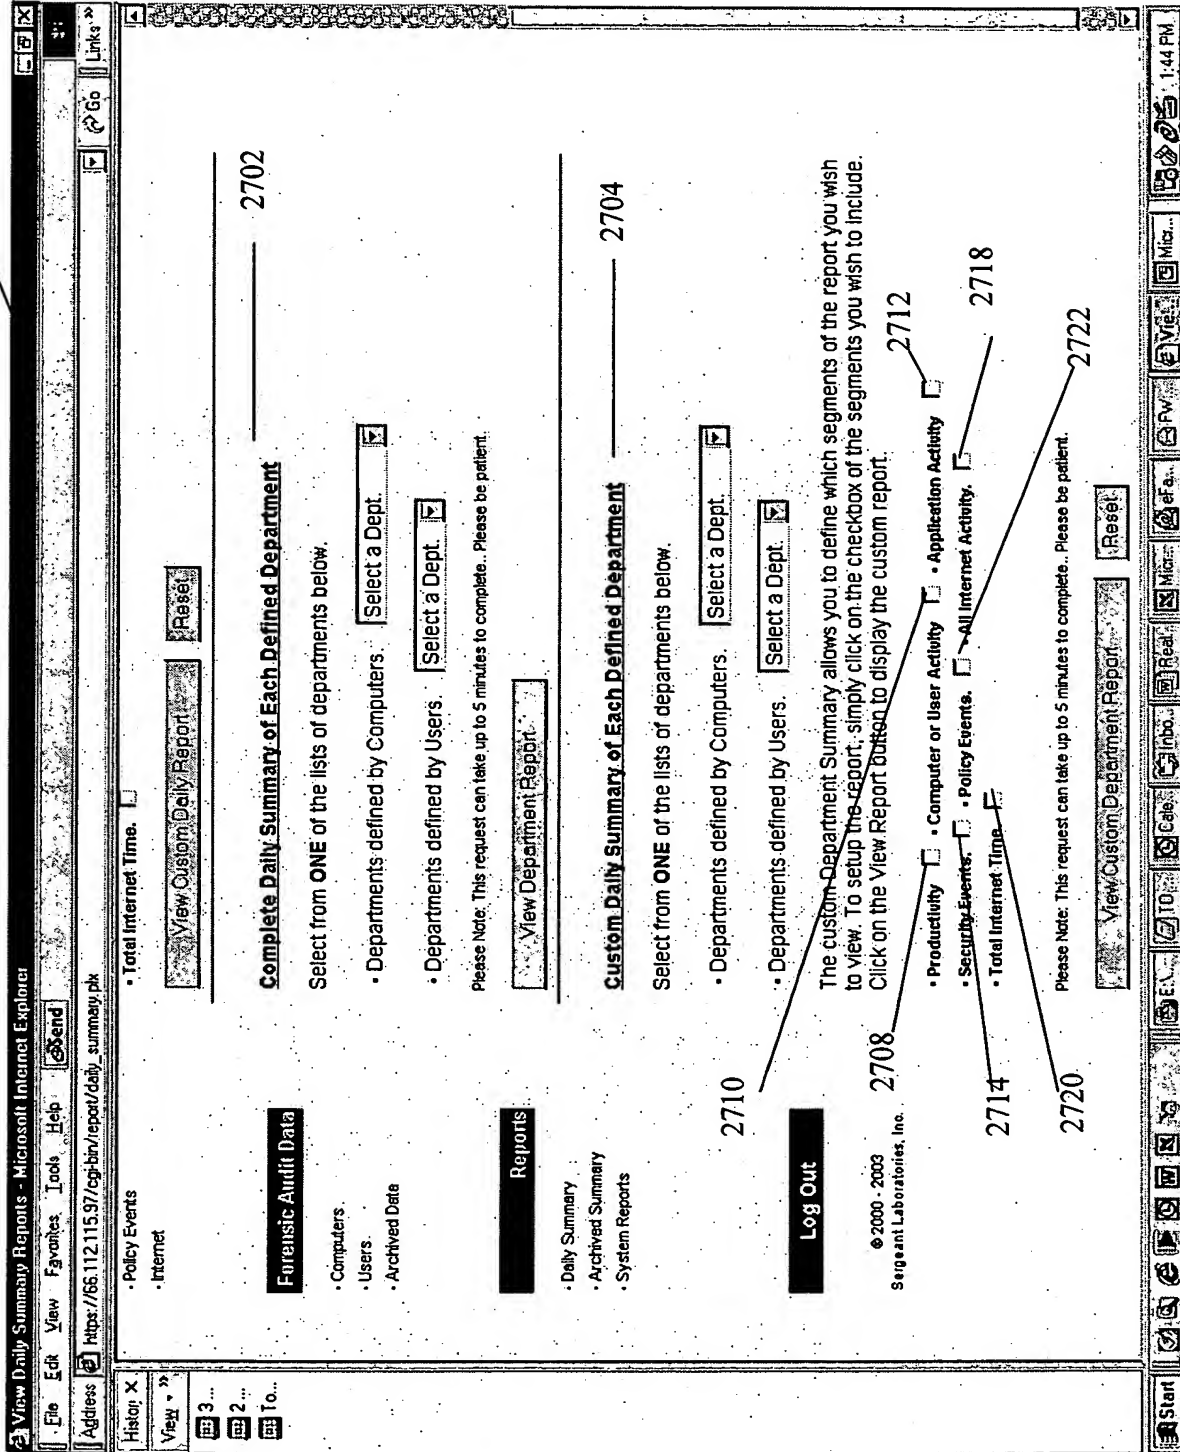 View Daily Summary Reports - Microsoft Internet Explorer
File Edit View Favorites Tools Help Send
Address https://66.112.115.97/cgi-bin/report/daily_summary.plx Go Links »
History X
View ▾ »
3...
2...
To...
• Policy Events
• Internet
Forensic Audit Data
• Computers
• Users
• Archived Data
Reports
• Daily Summary
• Archived Summary
• System Reports
Log Out
© 2000 - 2003
Sergeant Laboratories, Inc.
• Total Internet Time.
View Custom Daily Report Reset
Complete Daily Summary of Each Defined Department 2702
Select from ONE of the lists of departments below.
• Departments defined by Computers. Select a Dept.
• Departments defined by Users. Select a Dept.
Please Note: This request can take up to 5 minutes to complete.. Please be patient.
View Department Report
Custom Daily Summary of Each Defined Department 2704
Select from ONE of the lists of departments below.
• Departments defined by Computers. Select a Dept.
• Departments defined by Users. Select a Dept.
The custom Department Summary allows you to define which segments of the report you wish
to view. To setup the report, simply click on the checkbox of the segments you wish to include.
Click on the View Report button to display the custom report.
2710
2708
2712
• Productivity • Computer or User Activity • Application Activity
• Security Events. • Policy Events. • All Internet Activity.
• Total Internet Time.
2714
2718
2720
2722
Please Note: This request can take up to 5 minutes to complete.. Please be patient.
View Custom Department Report Reset
Start E:\... TO... Cale... Inbo... Real... Micr... eFa... FW... Vie... Micr... 1:44 PM